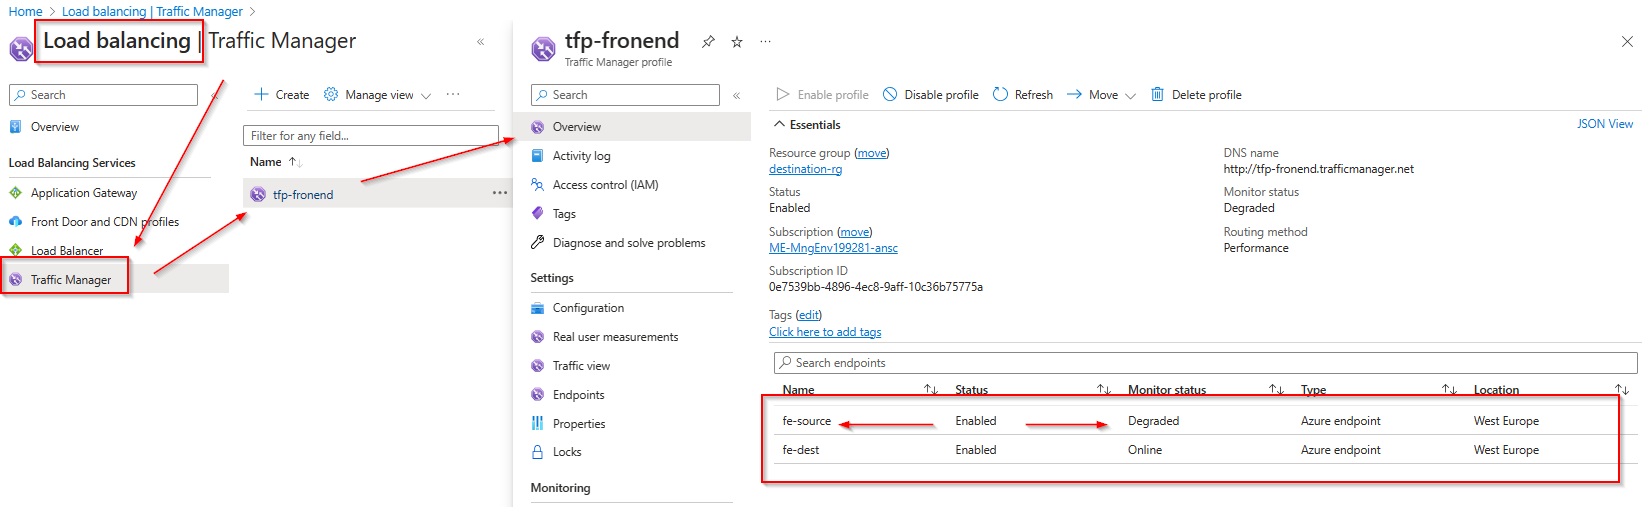 Home > Load balancing | Traffic Manager >
Load balancing | Traffic Manager
«
Search
«
Overview
Load Balancing Services
Application Gateway
Front Door and CDN profiles
Load Balancer
Traffic Manager
Create
Manage view
···
Filter for any field...
Name ↑↓
tfp-fronend ···
tfp-fronend
···
Traffic Manager profile
Search
«
Overview
Activity log
Access control (IAM)
Tags
Diagnose and solve problems
Settings
Configuration
Real user measurements
Traffic view
Endpoints
Properties
Locks
Monitoring
Enable profile Disable profile Refresh Move Delete profile
Essentials
JSON View
Resource group (move)
destination-rg
Status
Enabled
Subscription (move)
ME-MngEnv199281-ansc
Subscription ID
0e7539bb-4896-4ec8-9aff-10c36b75775a
Tags (edit)
Click here to add tags
DNS name
http://tfp-fronend.trafficmanager.net
Monitor status
Degraded
Routing method
Performance
Search endpoints
Name ↑↓ Status ↑↓ Monitor status ↑↓ Type ↑↓ Location ↑↓
fe-source Enabled Degraded Azure endpoint West Europe
fe-dest Enabled Online Azure endpoint West Europe